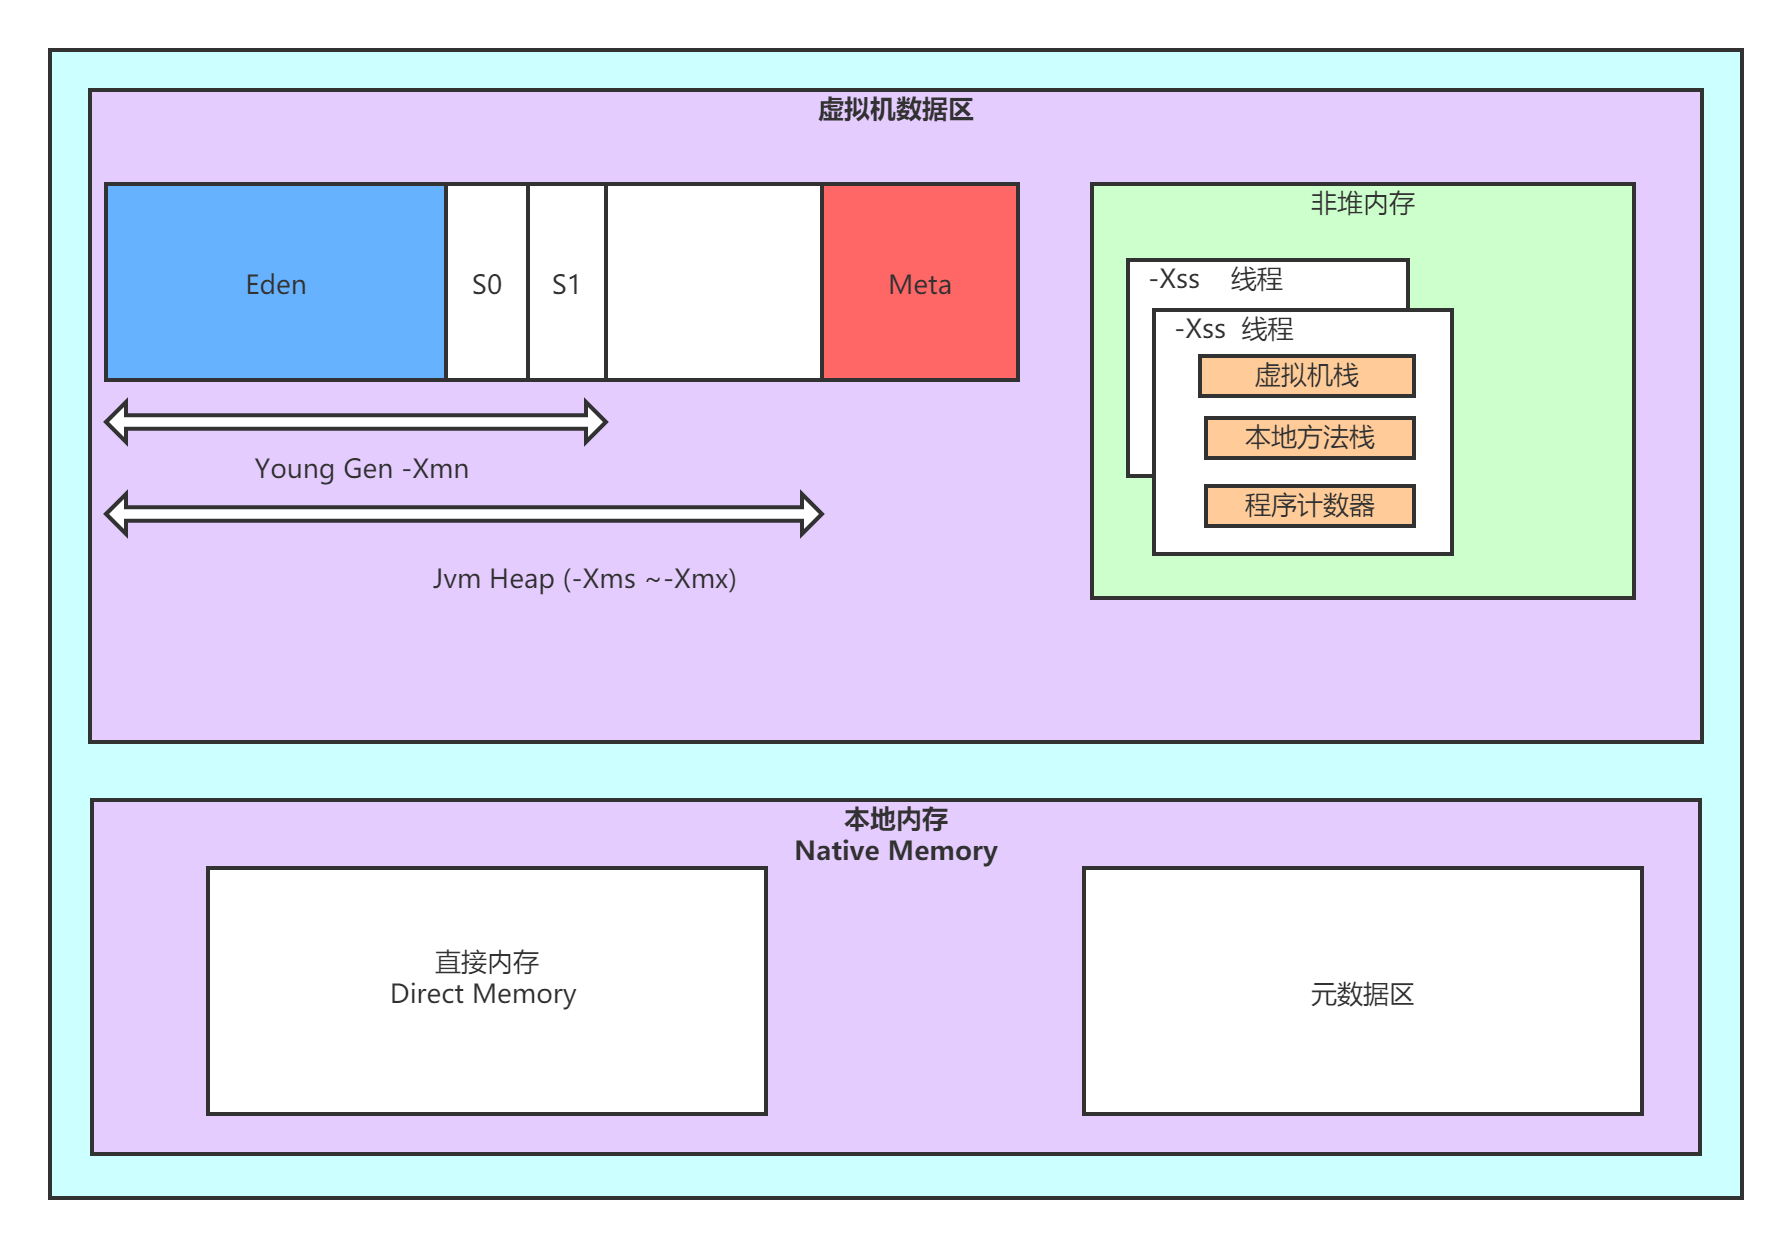 虚拟机数据区
Eden
S0
S1
Meta
Young Gen -Xmn
Jvm Heap (-Xms ~-Xmx)
非堆内存
-Xss 线程
-Xss 线程
虚拟机栈
本地方法栈
程序计数器
本地内存
Native Memory
直接内存
Direct Memory
元数据区